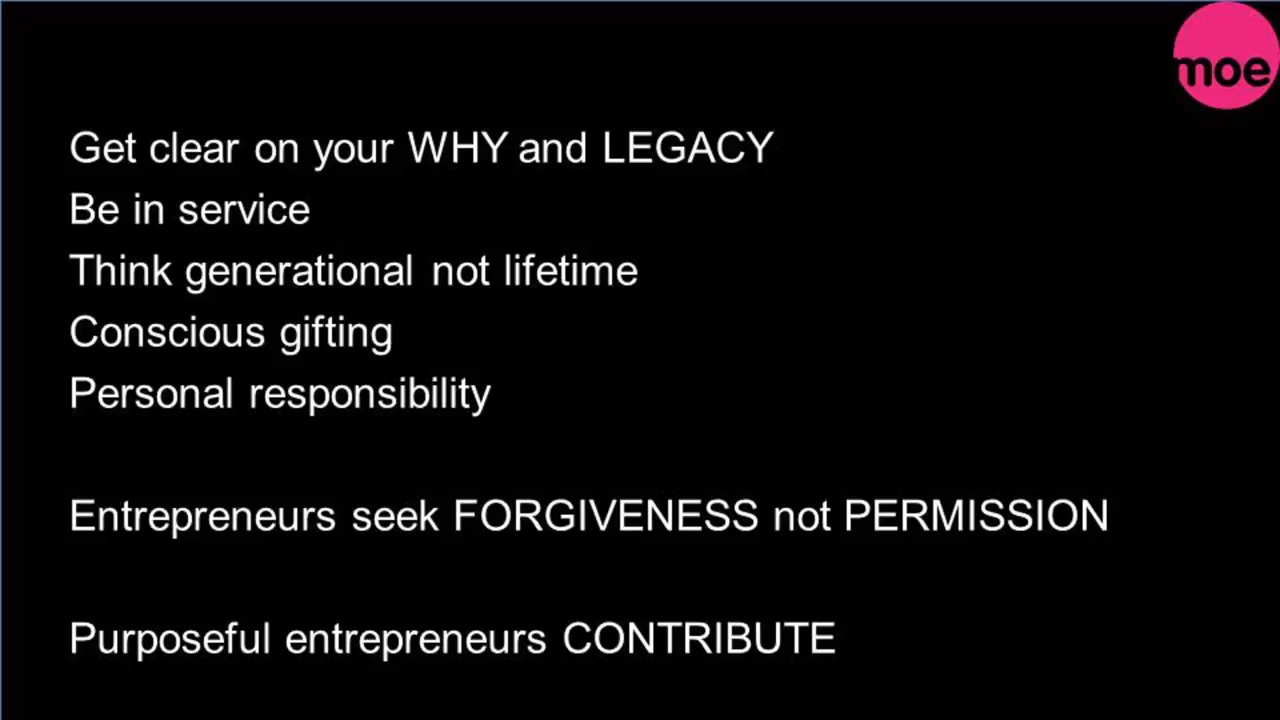 moe
Get clear on your WHY and LEGACY
Be in service
Think generational not lifetime
Conscious gifting
Personal responsibility
Entrepreneurs seek FORGIVENESS not PERMISSION
Purposeful entrepreneurs CONTRIBUTE